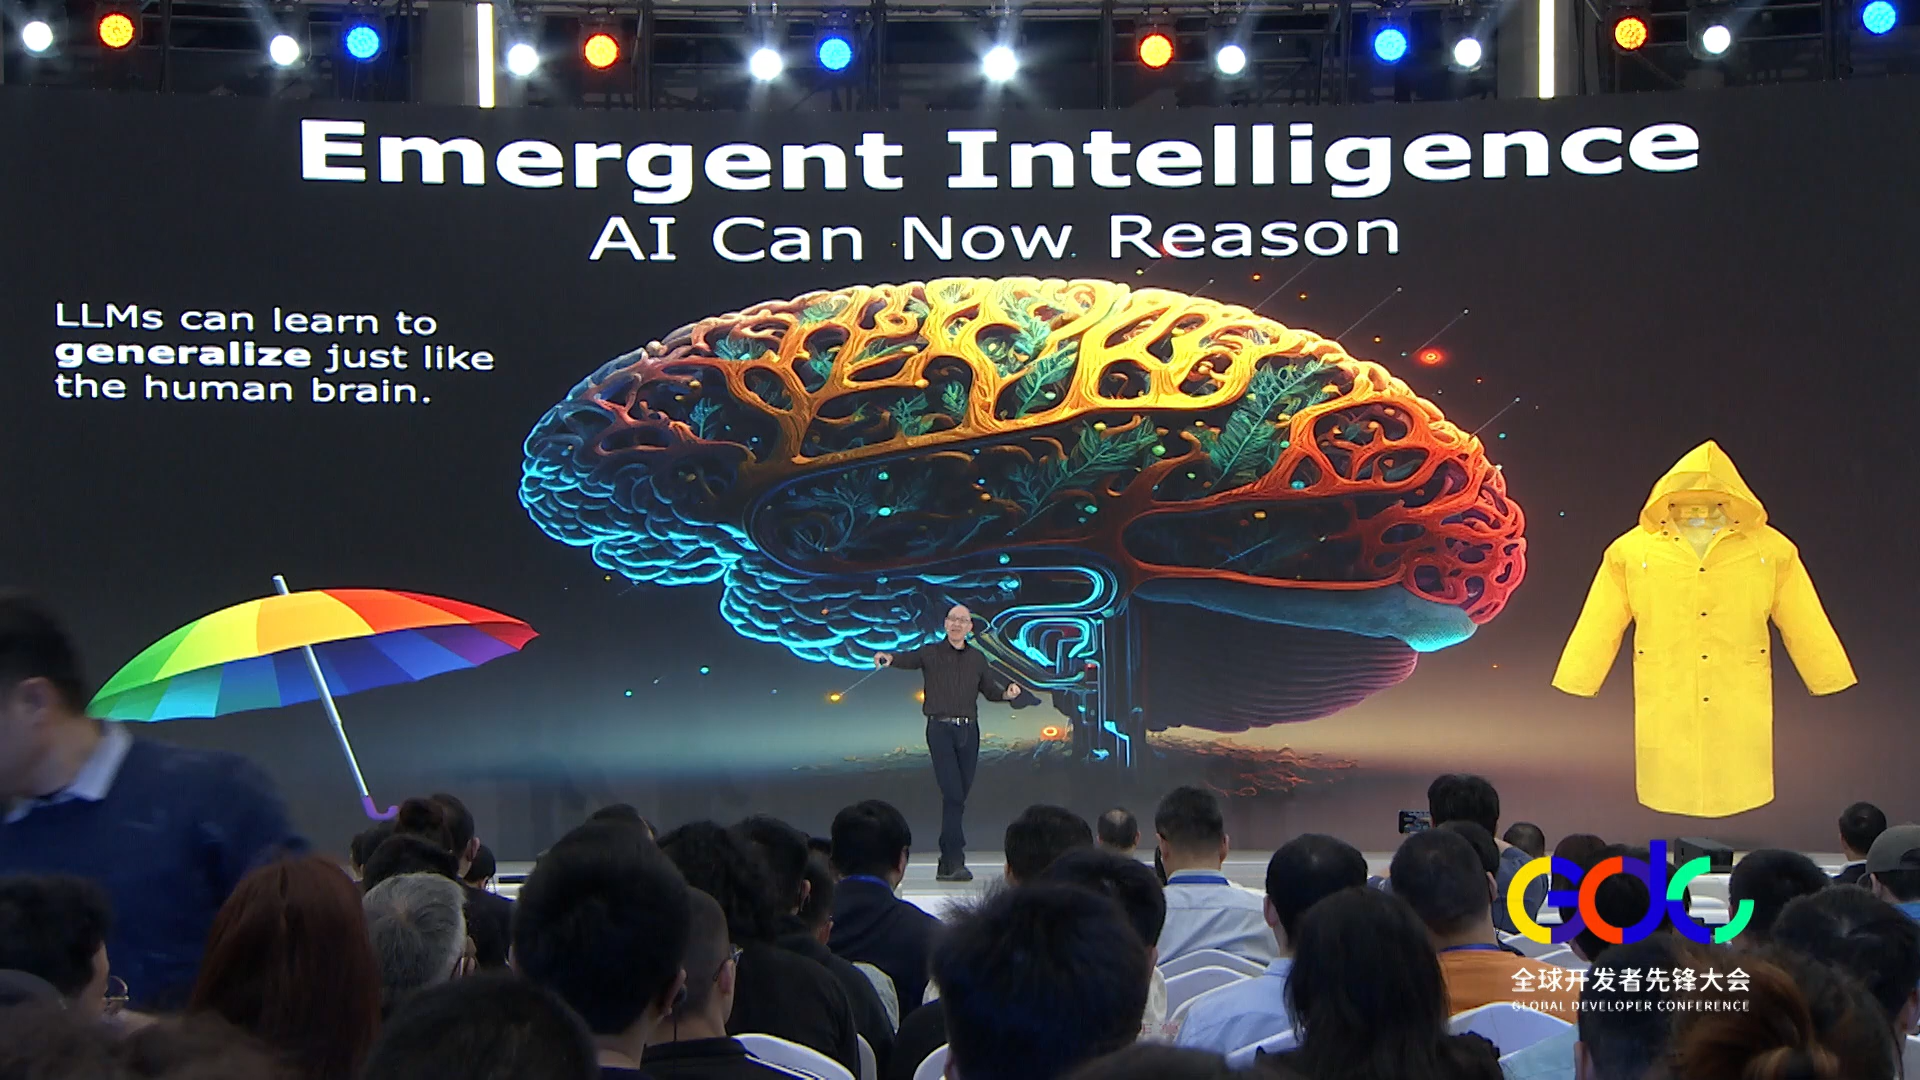 Emergent Intelligence
AI Can Now Reason
LLMs can learn to
generalize just like
the human brain.
GDC
全球开发者先锋大会
GLOBAL DEVELOPER CONFERENCE